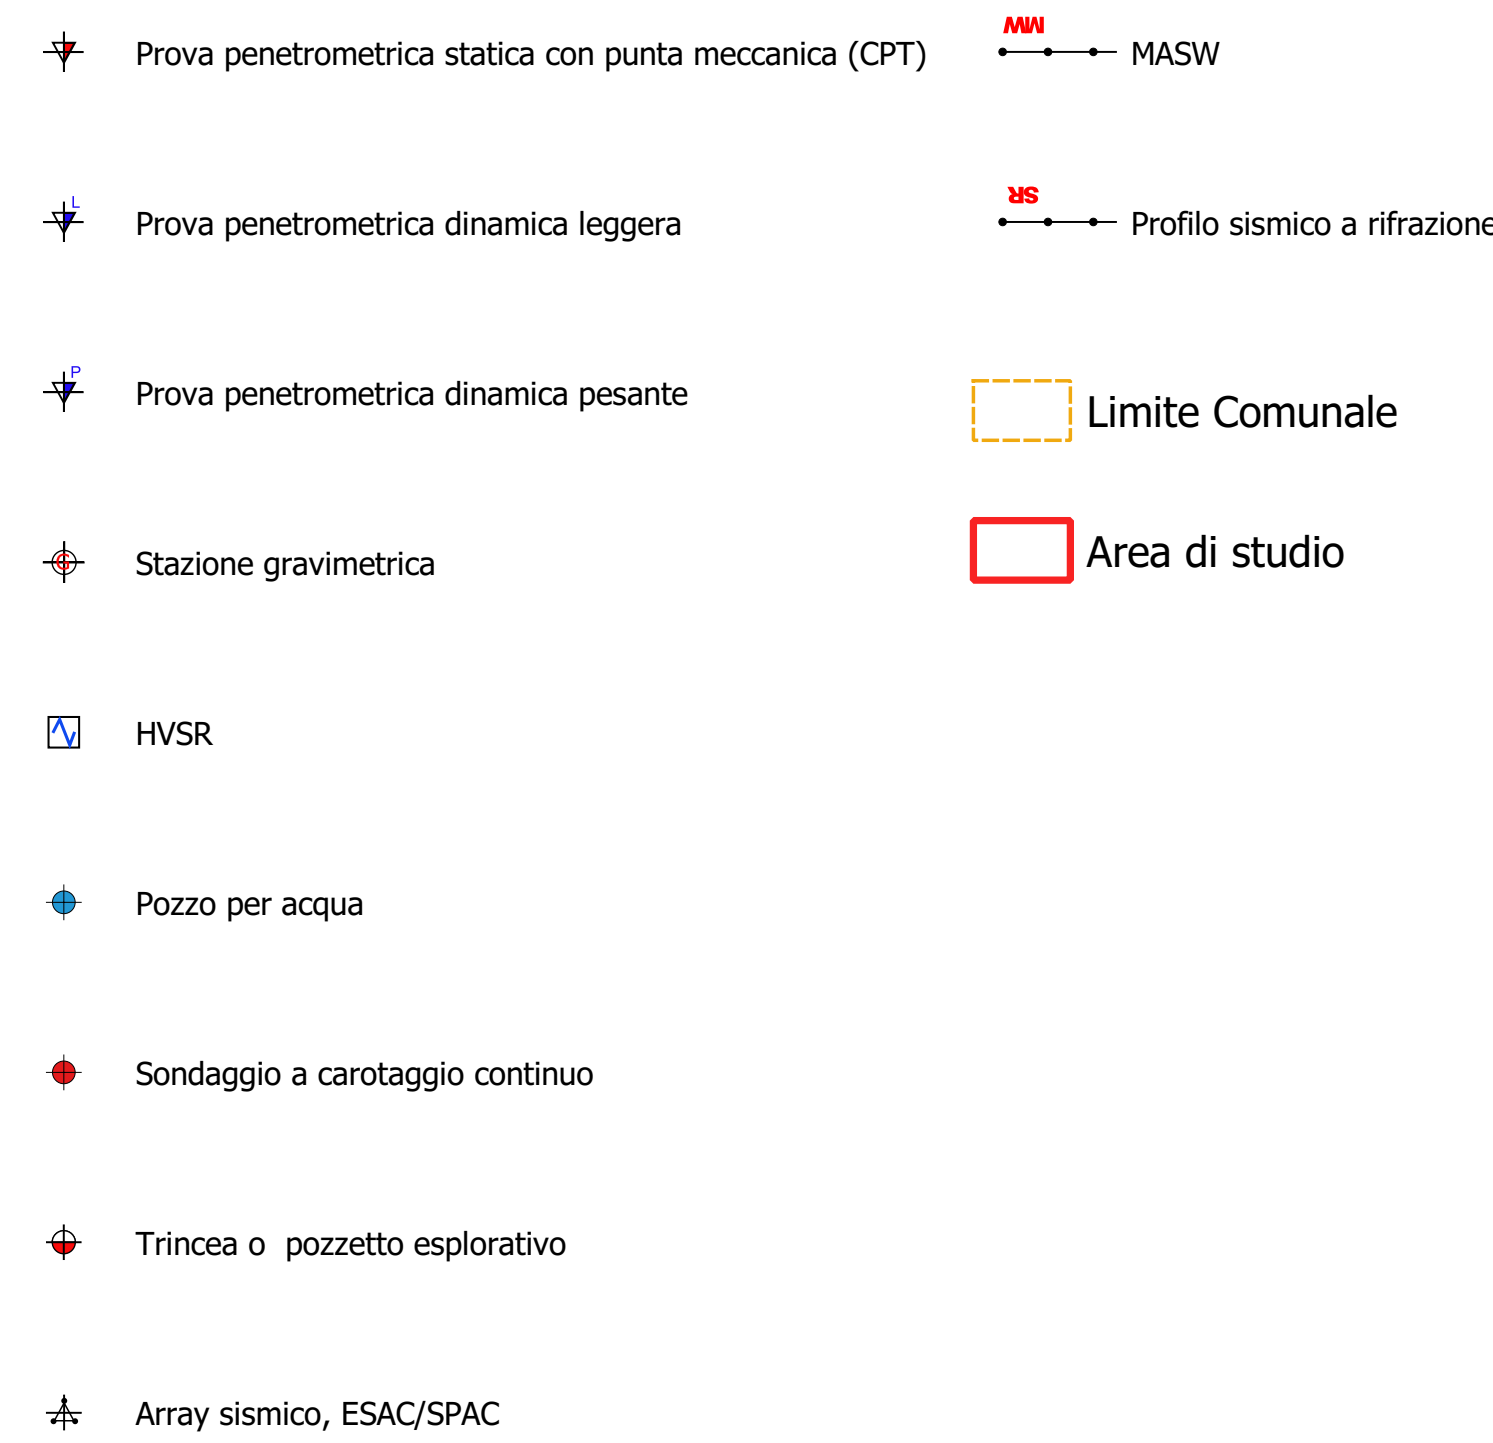 Prova penetrometrica statica con punta meccanica (CPT)
L
Prova penetrometrica dinamica leggera
P
Prova penetrometrica dinamica pesante
G
Stazione gravimetrica
HVSR
Pozzo per acqua
Sondaggio a carotaggio continuo
Trincea o  pozzetto esplorativo
Array sismico, ESAC/SPAC
MW
MASW
SR
Profilo sismico a rifrazione
Limite Comunale
Area di studio